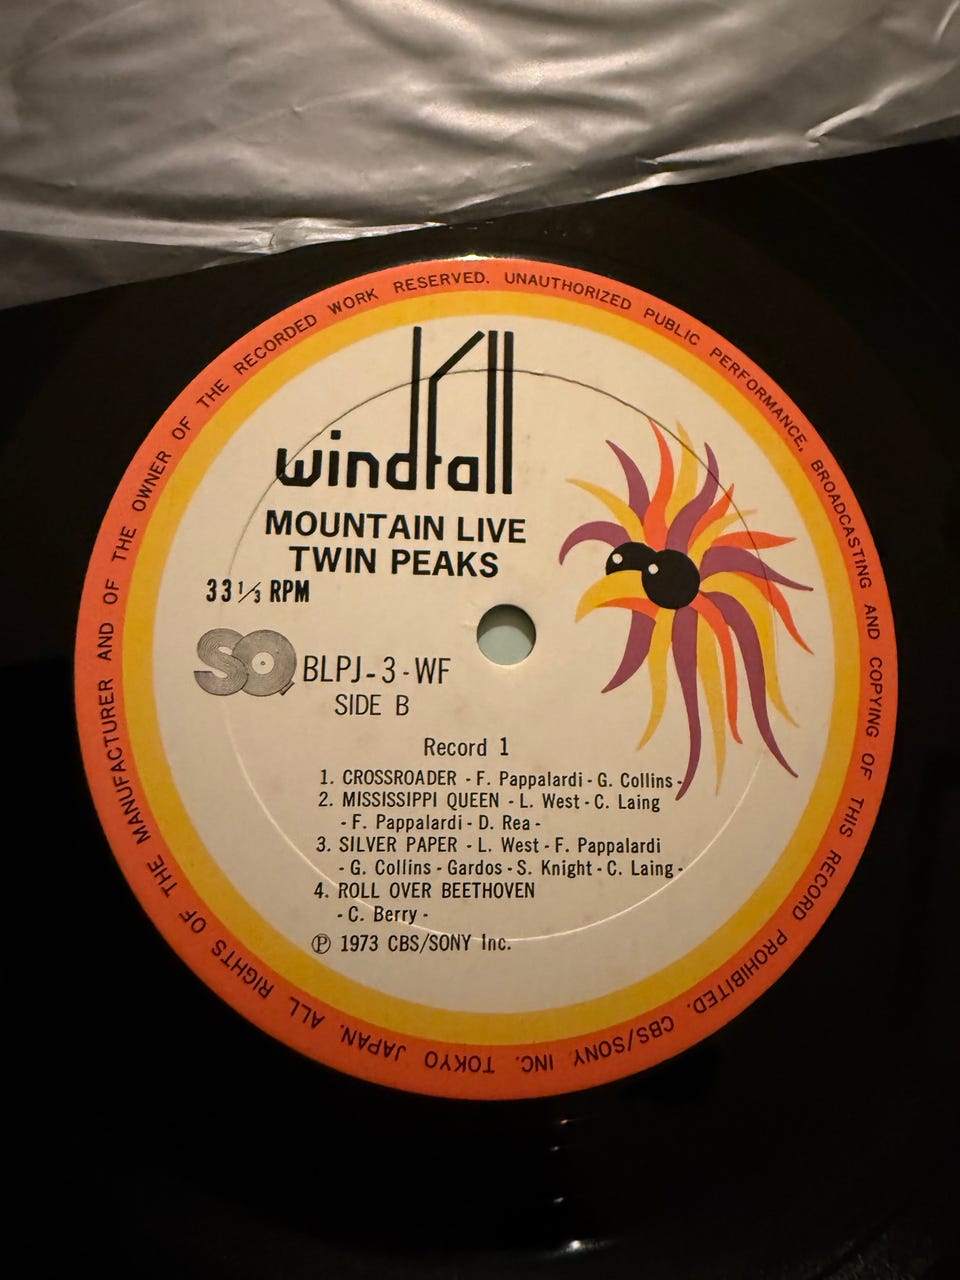 windfall
MOUNTAIN LIVE
TWIN PEAKS
33 1/3 RPM
SQ
BLPJ-3-WF
SIDE B
Record 1
1. CROSSROADER - F. Pappalardi - G. Collins -
2. MISSISSIPPI QUEEN - L. West - C. Laing
- F. Pappalardi - D. Rea -
3. SILVER PAPER - L. West - F. Pappalardi
- G. Collins - Gardos - S. Knight - C. Laing -
4. ROLL OVER BEETHOVEN
- C. Berry -
Ⓟ 1973 CBS/SONY Inc.
ALL RIGHTS OF THE MANUFACTURER AND OF THE OWNER OF THE RECORDED WORK RESERVED. UNAUTHORIZED PUBLIC PERFORMANCE, BROADCASTING AND COPYING OF THIS RECORD PROHIBITED. CBS/SONY INC. TOKYO JAPAN.